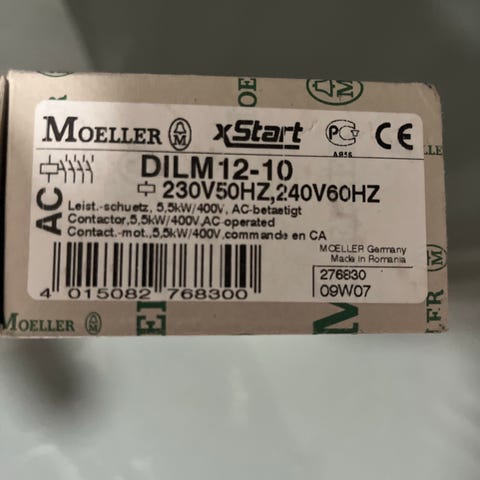 MOELLER xStart PC CE
AB16
DILM12-10
AC
230V50HZ,240V60HZ
Leist.-schuetz, 5,5kW/400V, AC-betaetigt
Contactor,5,5kW/400V,AC operated
Contact.-mot.,5,5kW/400V,commande en CA
MOELLER Germany
Made in Romania
276830
09W07
4 015082 768300
MOELLER